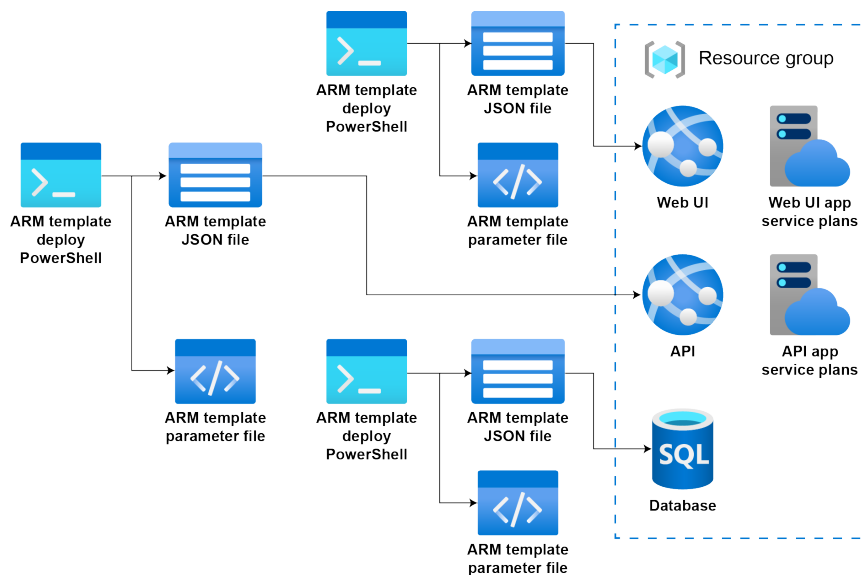 Resource group
ARM template
deploy
PowerShell
ARM template
JSON file
Web UI
Web UI app
service plans
ARM template
parameter file
ARM template
deploy
PowerShell
ARM template
JSON file
API
API app
service plans
ARM template
parameter file
ARM template
deploy
PowerShell
ARM template
JSON file
SQL
Database
ARM template
parameter file